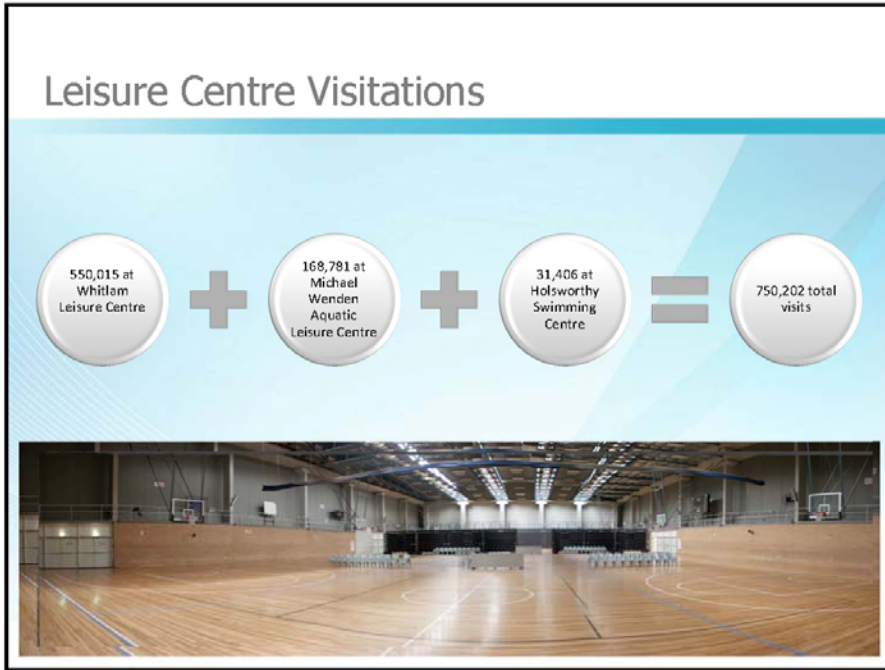 Leisure Centre Visitations
550,015 at
Whitlam
Leisure Centre
168,781 at
Michael
Wenden
Aquatic
Leisure Centre
31,406 at
Holsworthy
Swimming
Centre
750,202 total
visits